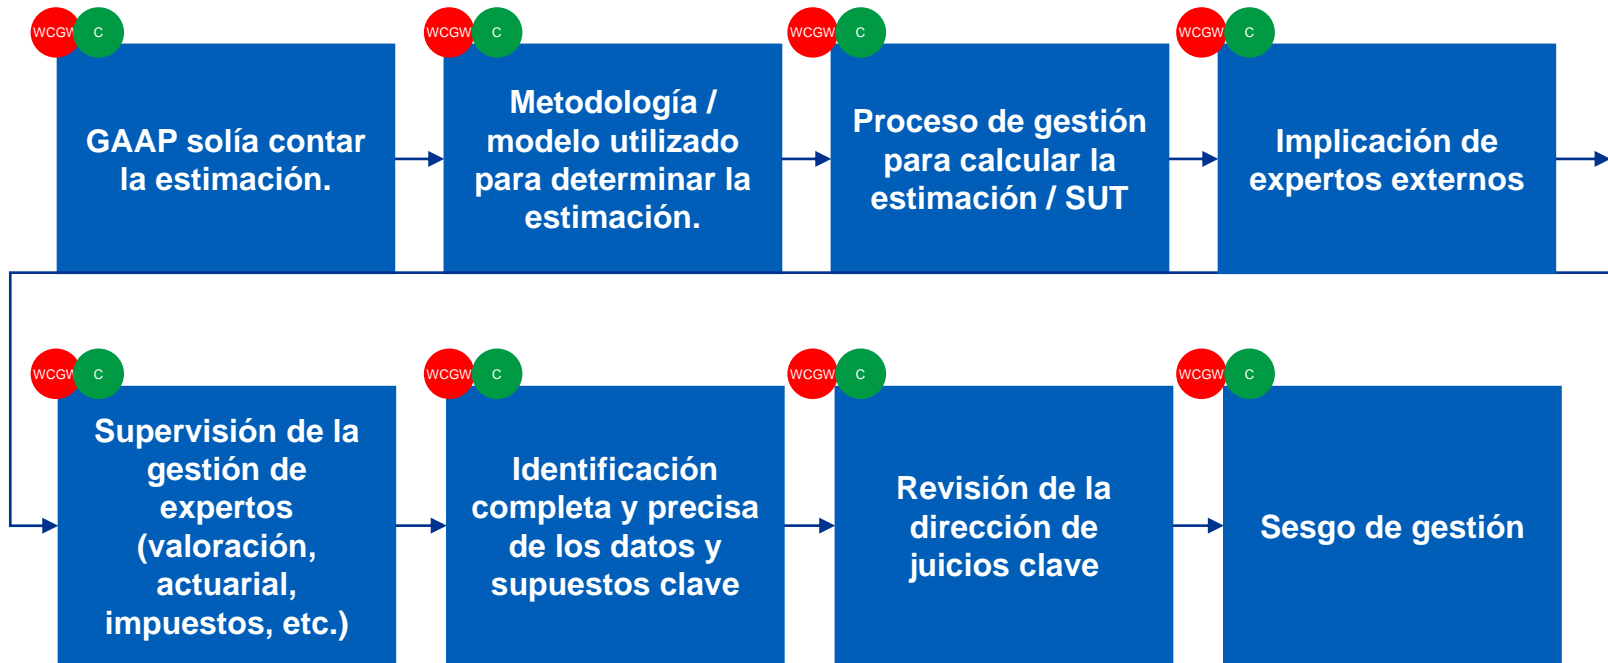 WCGW C
GAAP solía contar
la estimación.
WCGW C
Metodología /
modelo utilizado
para determinar la
estimación.
WCGW C
Proceso de gestión
para calcular la
estimación / SUT
WCGW C
Implicación de
expertos externos
WCGW C
Supervisión de la
gestión de
expertos
(valoración,
actuarial,
impuestos, etc.)
WCGW C
Identificación
completa y precisa
de los datos y
supuestos clave
WCGW C
Revisión de la
dirección de
juicios clave
WCGW C
Sesgo de gestión